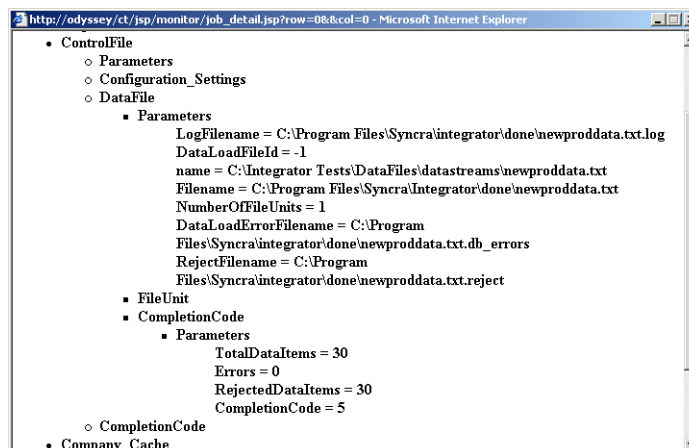 http://odyssey/ct/jsp/monitor/job_detail.jsp?row=0&&col=0 - Microsoft Internet Explorer
ControlFile
Parameters
Configuration_Settings
DataFile
Parameters
LogFilename = C:\Program Files\Syncra\integrator\done\newproddata.txt.log
DataLoadFileId = -1
name = C:\Integrator Tests\DataFiles\datastreams\newproddata.txt
Filename = C:\Program Files\Syncra\Integrator\done\newproddata.txt
NumberOfFileUnits = 1
DataLoadErrorFilename = C:\Program
Files\Syncra\integrator\done\newproddata.txt.db_errors
RejectFilename = C:\Program
Files\Syncra\integrator\done\newproddata.txt.reject
FileUnit
CompletionCode
Parameters
TotalDataItems = 30
Errors = 0
RejectedDataItems = 30
CompletionCode = 5
CompletionCode
Company_Cache